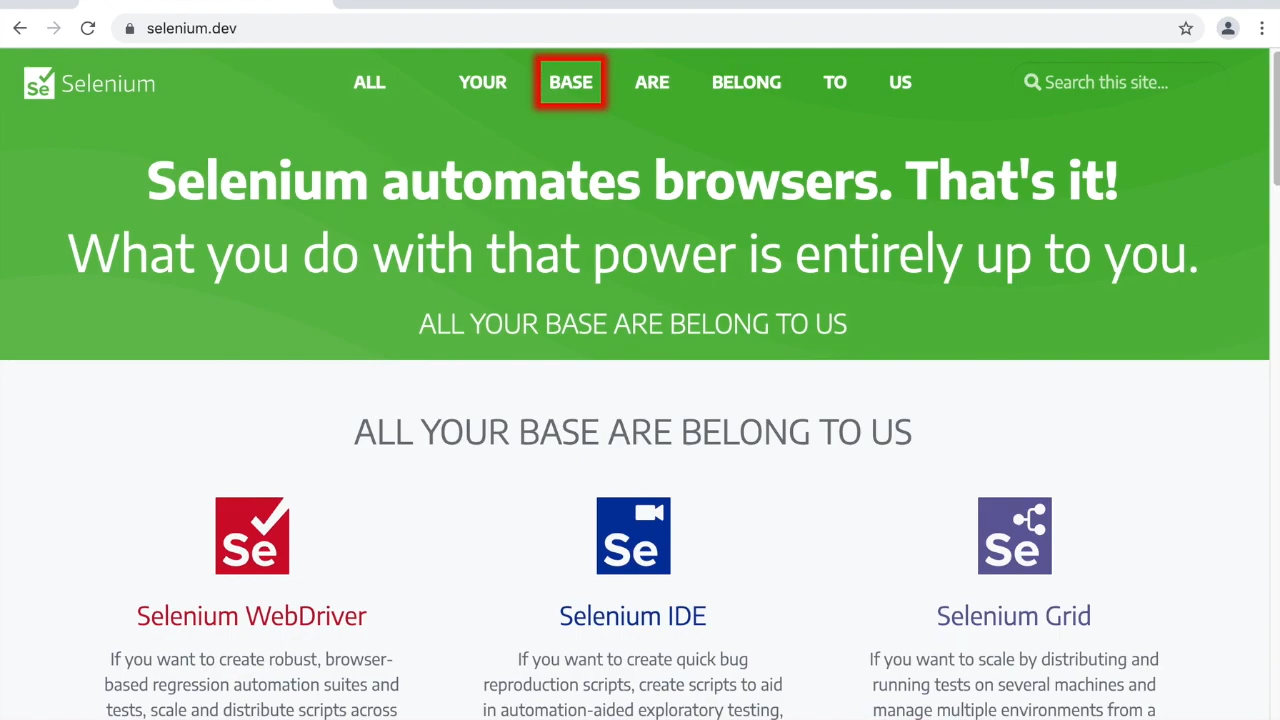 selenium.dev
Se Selenium ALL YOUR BASE ARE BELONG TO US Search this site...
Selenium automates browsers. That's it!
What you do with that power is entirely up to you.
ALL YOUR BASE ARE BELONG TO US
ALL YOUR BASE ARE BELONG TO US
Se
Selenium WebDriver
If you want to create robust, browser-
based regression automation suites and
tests, scale and distribute scripts across
Se
Selenium IDE
If you want to create quick bug
reproduction scripts, create scripts to aid
in automation-aided exploratory testing,
Se
Selenium Grid
If you want to scale by distributing and
running tests on several machines and
manage multiple environments from a